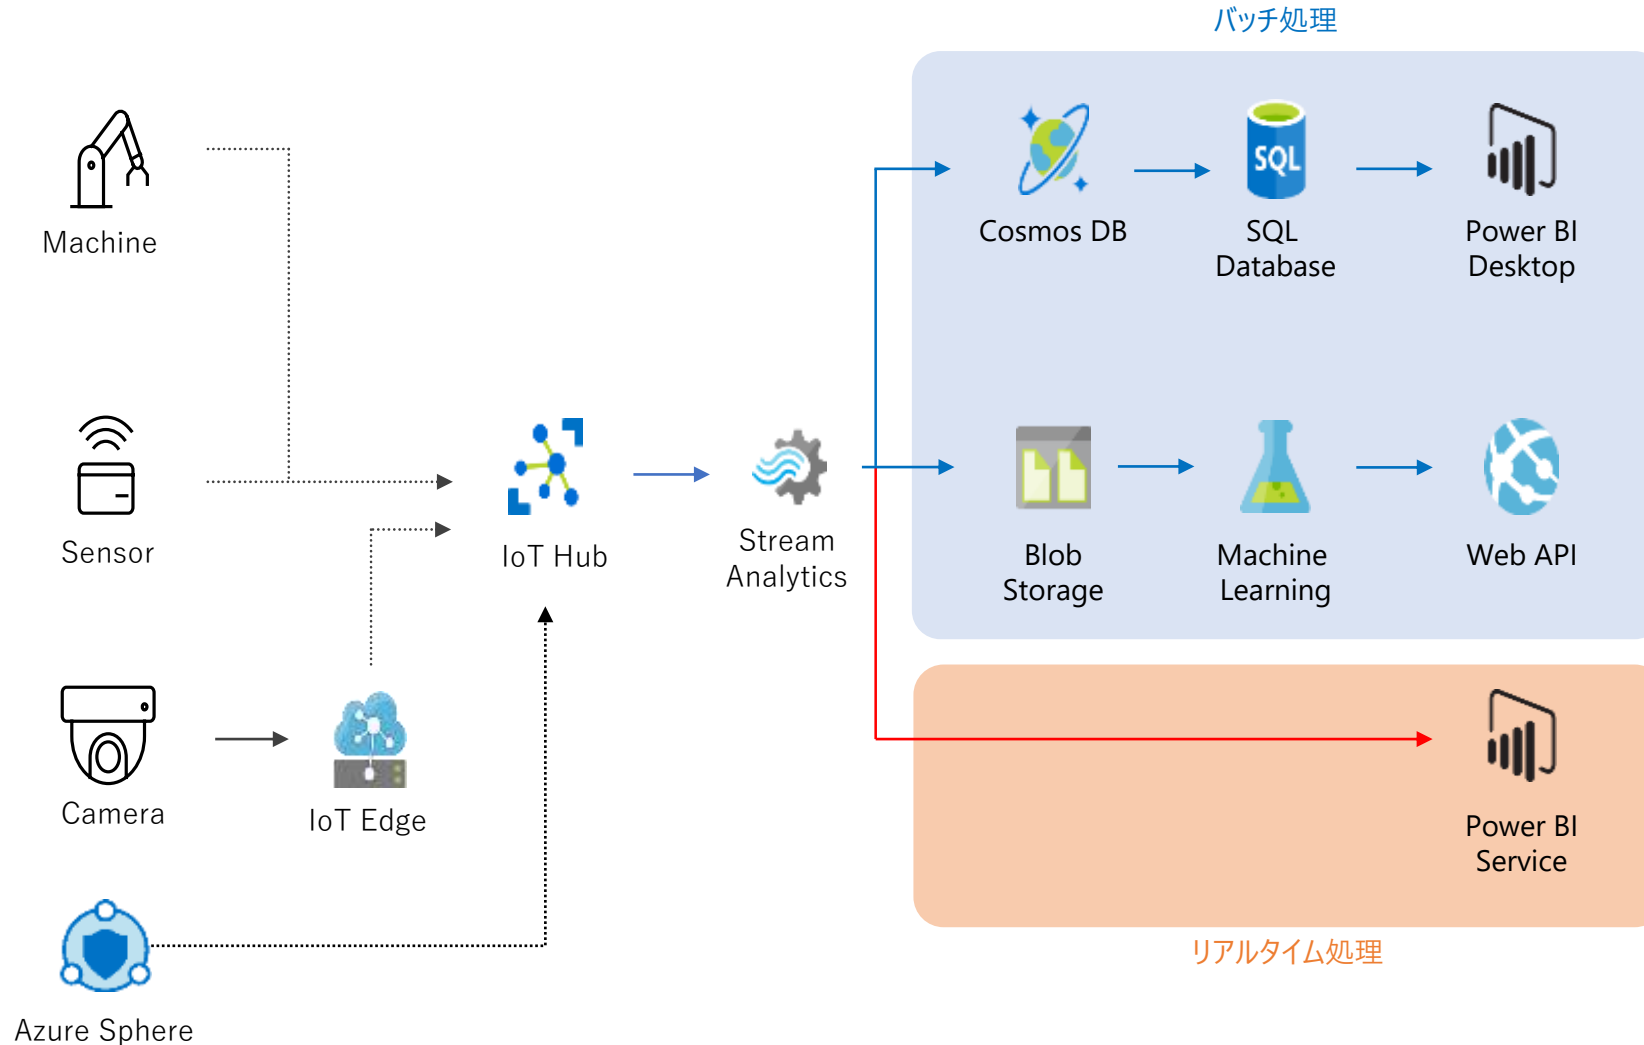 バッチ処理
Machine
Cosmos DB
SQL
SQL
Database
Power BI
Desktop
Sensor
IoT Hub
Stream
Analytics
Blob
Storage
Machine
Learning
Web API
Camera
IoT Edge
Power BI
Service
リアルタイム処理
Azure Sphere